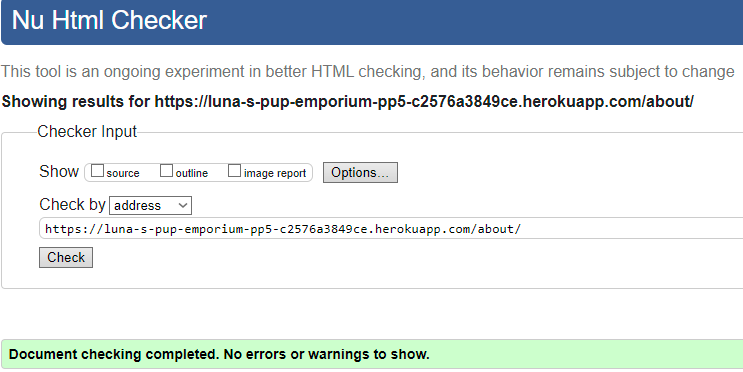 Nu Html Checker
This tool is an ongoing experiment in better HTML checking, and its behavior remains subject to change
Showing results for https://luna-s-pup-emporium-pp5-c2576a3849ce.herokuapp.com/about/
Checker Input
Show source outline image report Options...
Check by address
https://luna-s-pup-emporium-pp5-c2576a3849ce.herokuapp.com/about/
Check
Document checking completed. No errors or warnings to show.